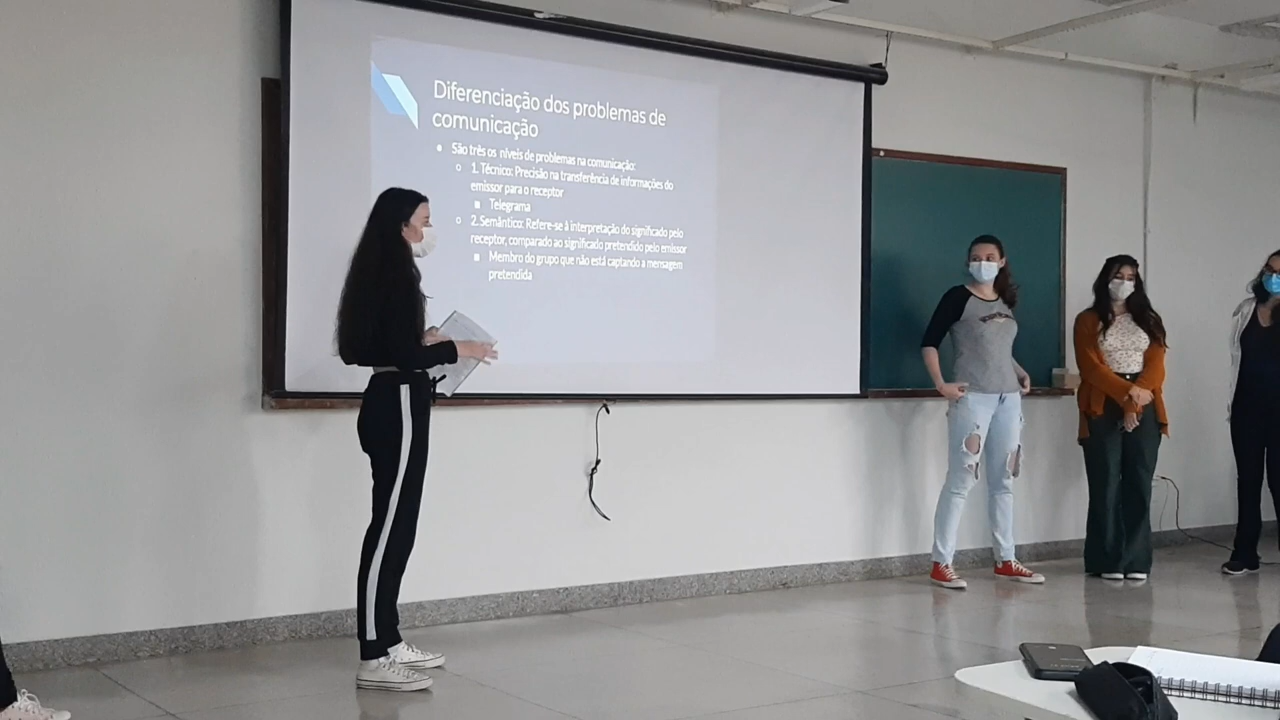 Diferenciação dos problemas de
comunicação
● São três os níveis de problemas na comunicação:
○ 1. Técnico: Precisão na transferência de informações do
emissor para o receptor
■ Telegrama
○ 2. Semântico: Refere-se à interpretação do significado pelo
receptor, comparado ao significado pretendido pelo emissor
■ Membro do grupo que não está captando a mensagem
pretendida